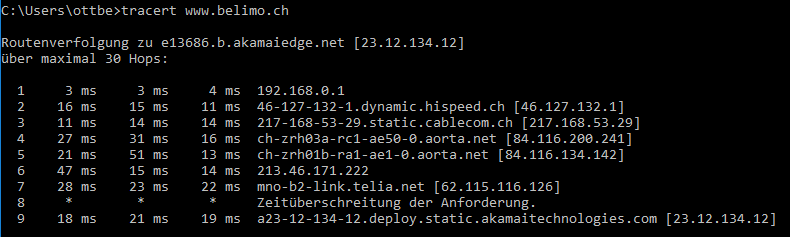 C:\Users\ottbe>tracert www.belimo.ch
Routenverfolgung zu e13686.b.akamaiedge.net [23.12.134.12]
über maximal 30 Hops:
1 3 ms 3 ms 4 ms 192.168.0.1
2 16 ms 15 ms 11 ms 46-127-132-1.dynamic.hispeed.ch [46.127.132.1]
3 11 ms 14 ms 14 ms 217-168-53-29.static.cablecom.ch [217.168.53.29]
4 27 ms 31 ms 16 ms ch-zrh03a-rc1-ae50-0.aorta.net [84.116.200.241]
5 21 ms 51 ms 13 ms ch-zrh01b-ra1-ae1-0.aorta.net [84.116.134.142]
6 47 ms 15 ms 14 ms 213.46.171.222
7 28 ms 23 ms 22 ms mno-b2-link.telia.net [62.115.116.126]
8 * * * Zeitüberschreitung der Anforderung.
9 18 ms 21 ms 19 ms a23-12-134-12.deploy.static.akamaitechnologies.com [23.12.134.12]